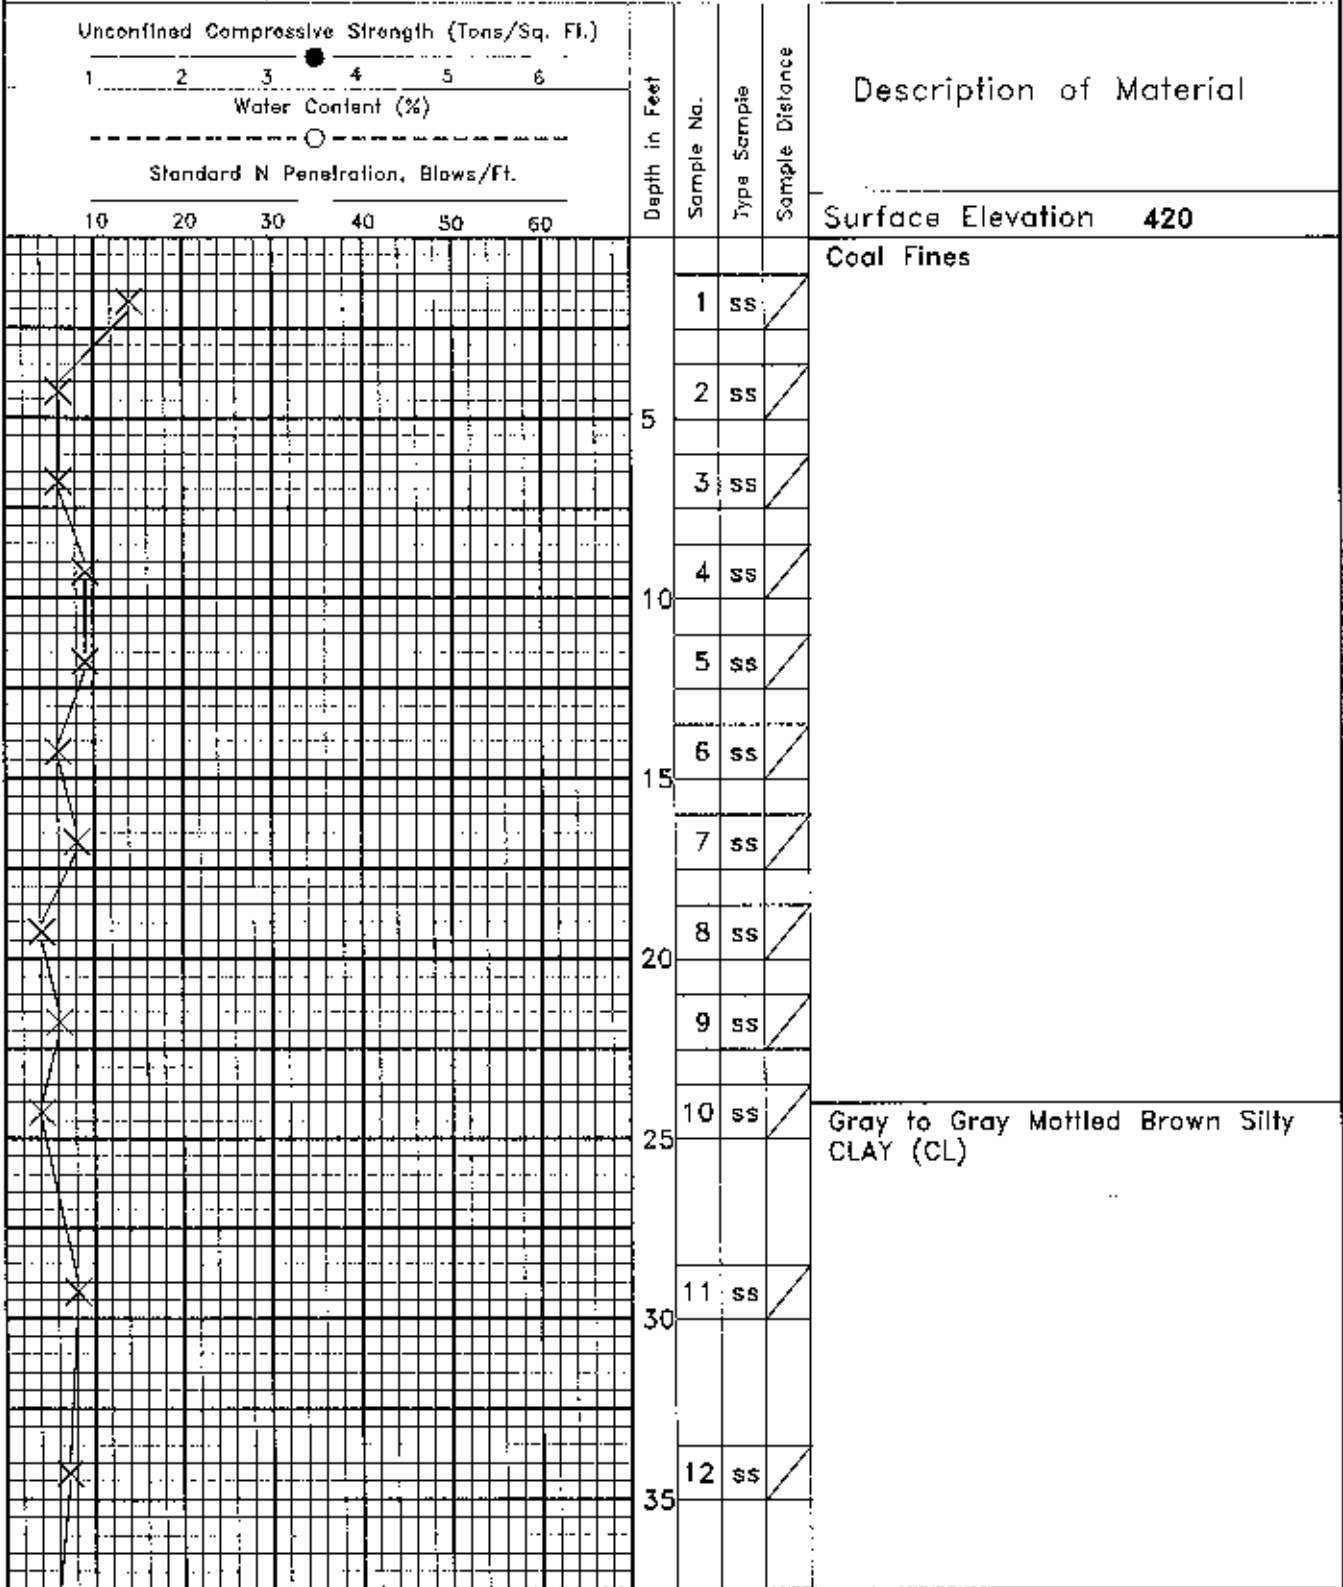 Unconfined Compressive Strength (Tons/Sq. Ft.)
1 2 3 4 5 6
Water Content (%)
Standard N Penetration, Blows/Ft.
10 20 30 40 50 60
Depth in Feet
Sample No.
Type Sample
Sample Distance
Description of Material
Surface Elevation 420
Coal Fines
1 ss
2 ss
5
3 ss
4 ss
10
5 ss
6 ss
15
7 ss
8 ss
20
9 ss
10 ss
Gray to Gray Mottled Brown Silty
CLAY (CL)
25
11 ss
30
12 ss
35